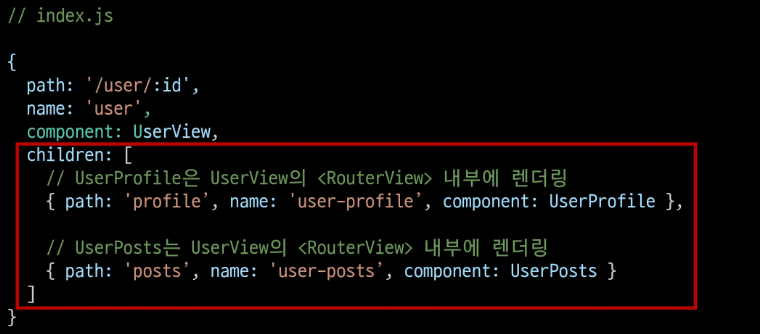 // index.js
{
path: '/user/:id',
name: 'user',
component: UserView,
children: [
// UserProfile은 UserView의 <RouterView> 내부에 렌더링
{ path: 'profile’, name: 'user-profile’, component: UserProfile },
// UserPosts는 UserView의 <RouterView> 내부에 렌더링
{ path: 'posts’, name: 'user-posts’, component: UserPosts }
]
}